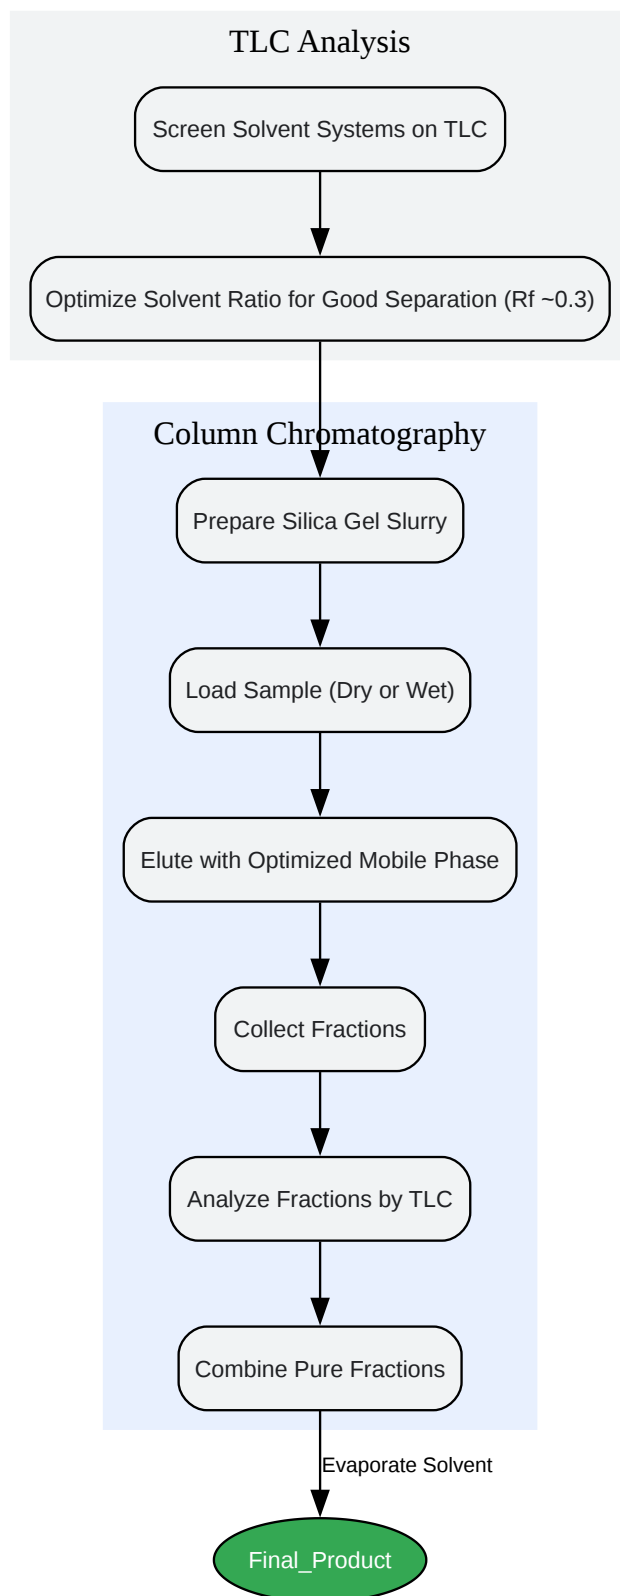 TLC Analysis
Screen Solvent Systems on TLC
Optimize Solvent Ratio for Good Separation (Rf ~0.3)
Column Chromatography
Prepare Silica Gel Slurry
Load Sample (Dry or Wet)
Elute with Optimized Mobile Phase
Collect Fractions
Analyze Fractions by TLC
Combine Pure Fractions
Evaporate Solvent
Final_Product